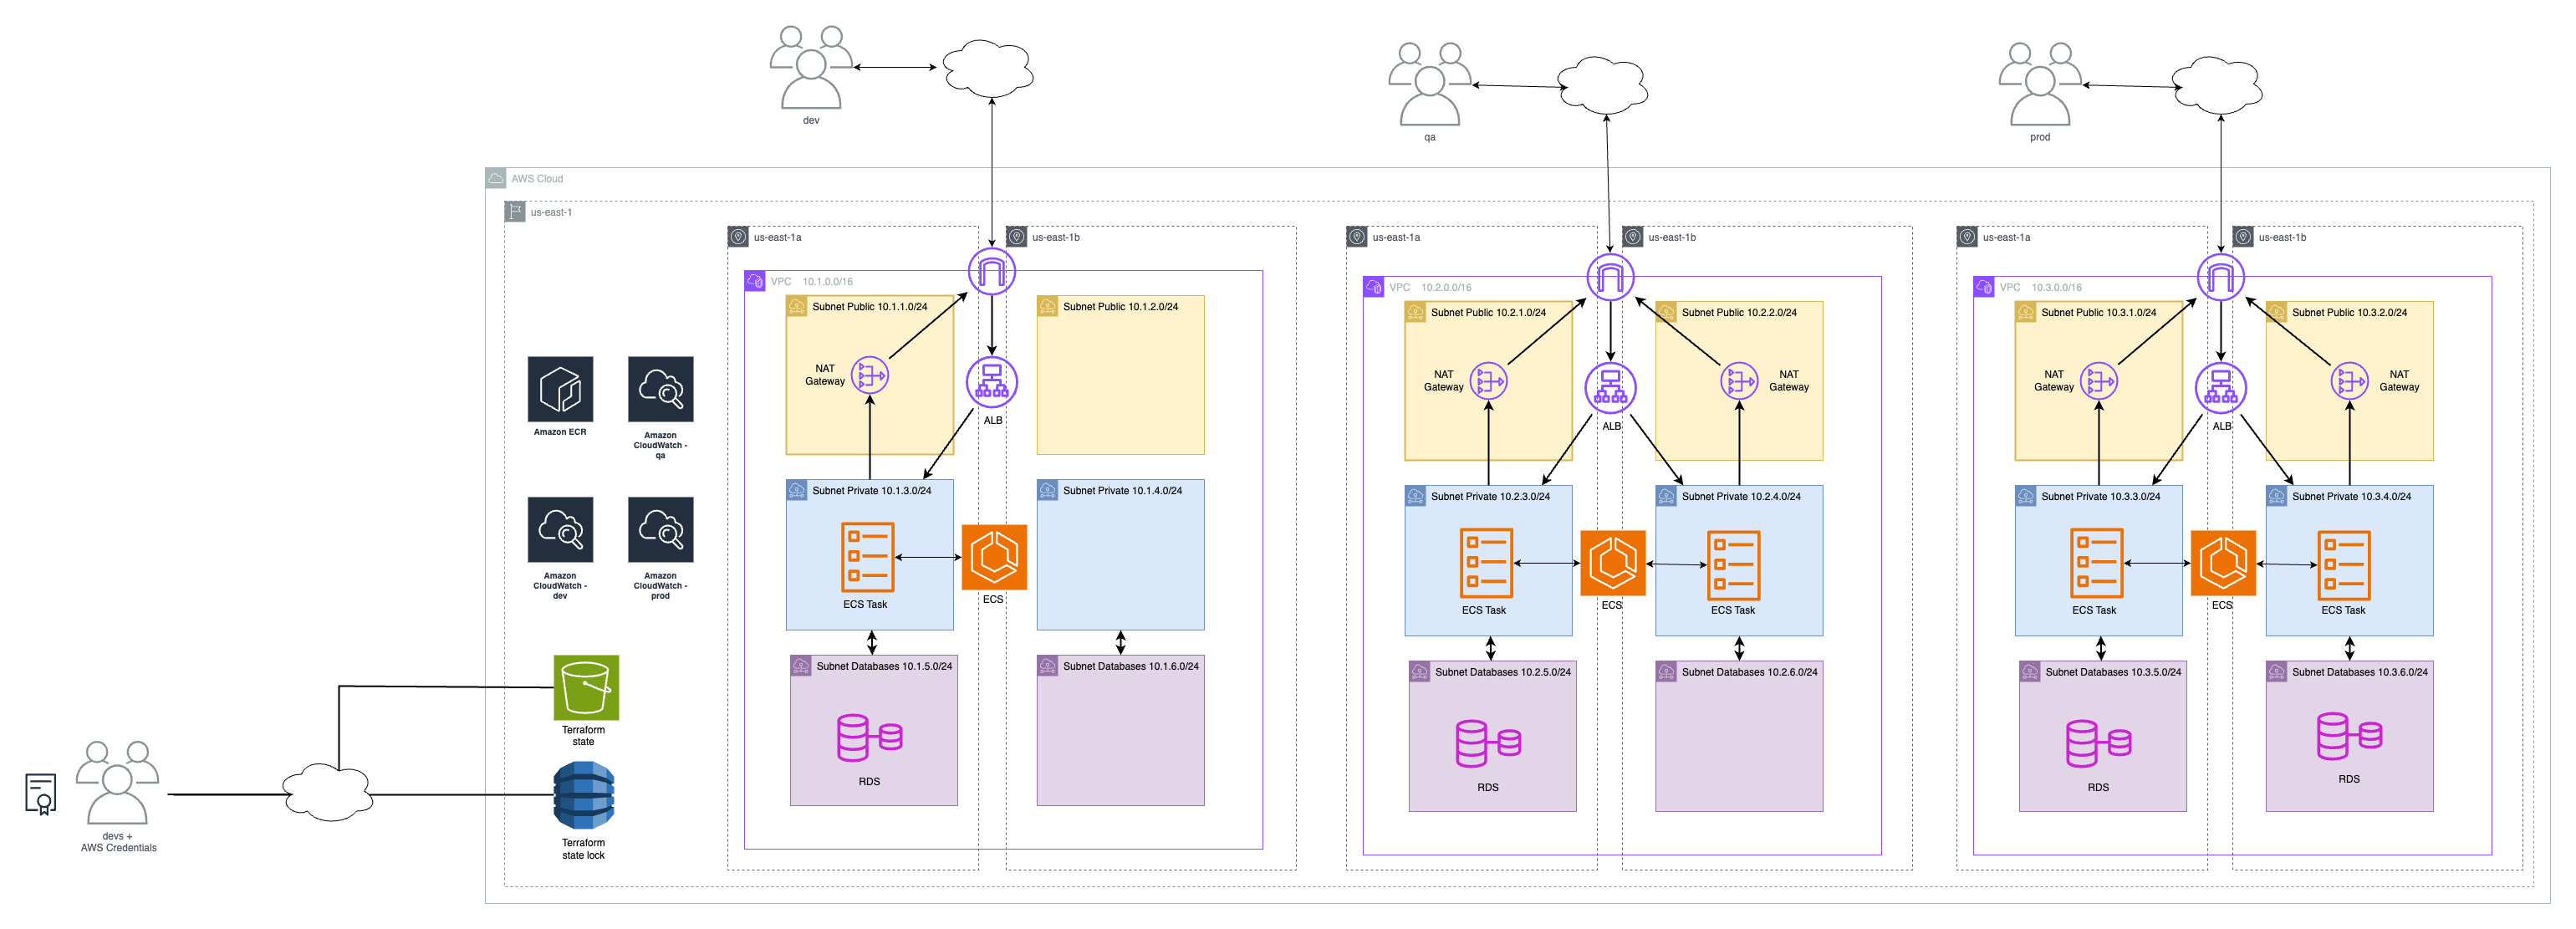 dev
qa
prod
AWS Cloud
us-east-1
us-east-1a
us-east-1b
VPC 10.1.0.0/16
Subnet Public 10.1.1.0/24
Subnet Public 10.1.2.0/24
NAT
Gateway
ALB
Subnet Private 10.1.3.0/24
Subnet Private 10.1.4.0/24
ECS Task
ECS
Subnet Databases 10.1.5.0/24
Subnet Databases 10.1.6.0/24
RDS
us-east-1a
us-east-1b
VPC 10.2.0.0/16
Subnet Public 10.2.1.0/24
Subnet Public 10.2.2.0/24
NAT
Gateway
NAT
Gateway
ALB
Subnet Private 10.2.3.0/24
Subnet Private 10.2.4.0/24
ECS Task
ECS
ECS Task
Subnet Databases 10.2.5.0/24
Subnet Databases 10.2.6.0/24
RDS
us-east-1a
us-east-1b
VPC 10.3.0.0/16
Subnet Public 10.3.1.0/24
Subnet Public 10.3.2.0/24
NAT
Gateway
NAT
Gateway
ALB
Subnet Private 10.3.3.0/24
Subnet Private 10.3.4.0/24
ECS Task
ECS
ECS Task
Subnet Databases 10.3.5.0/24
Subnet Databases 10.3.6.0/24
RDS
RDS
Amazon ECR
Amazon
CloudWatch -
qa
Amazon
CloudWatch -
dev
Amazon
CloudWatch -
prod
Terraform
state
Terraform
state lock
devs +
AWS Credentials